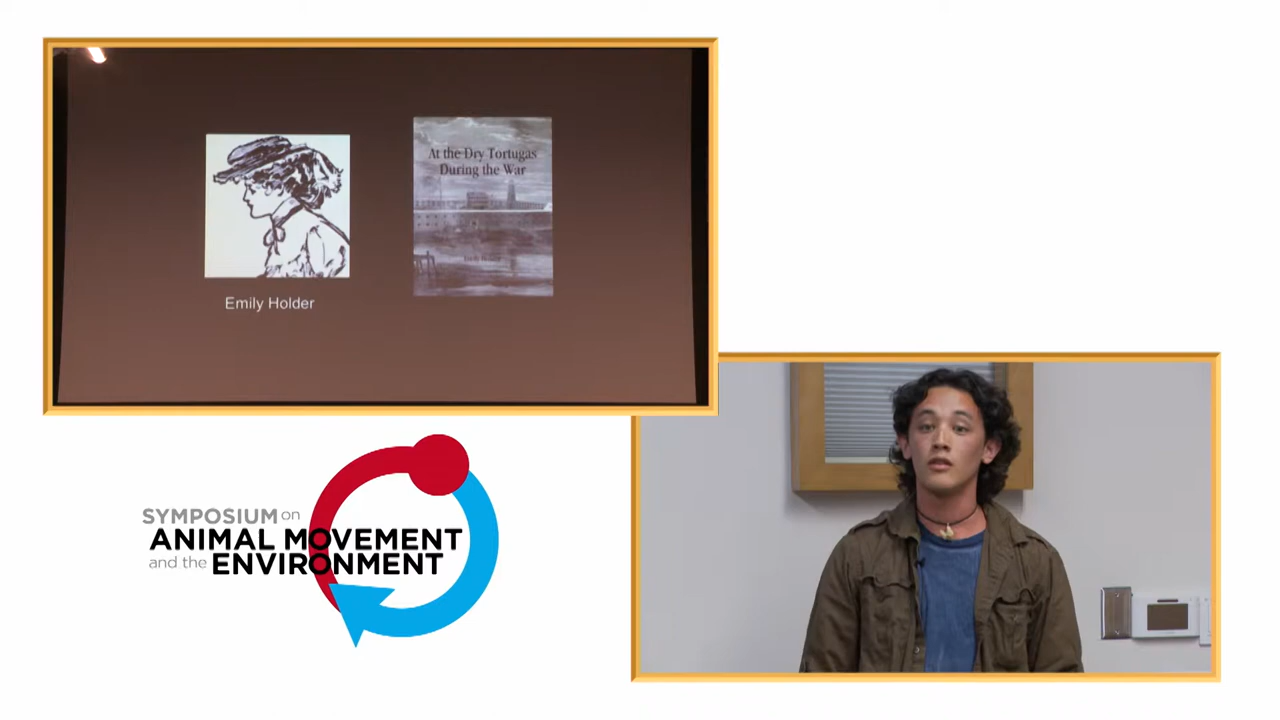 At the Dry Tortugas
During the War
Emily Holder
SYMPOSIUM on
ANIMAL MOVEMENT
and the ENVIRONMENT